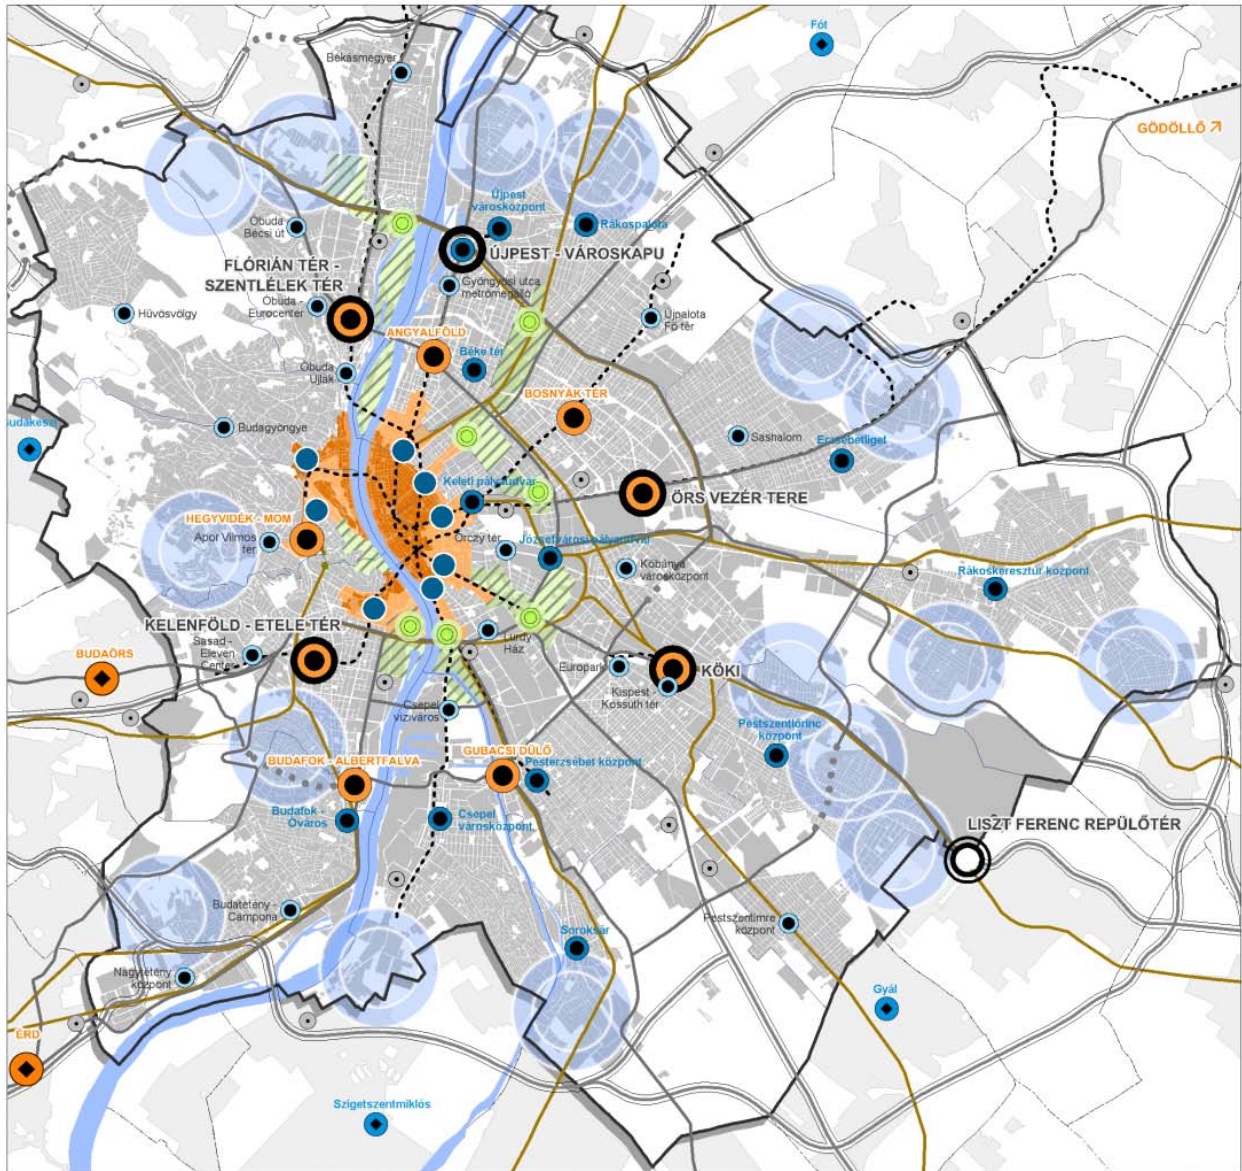 Fót
Békásmegyer
GÖDÖLLŐ
Újpest
városközpont
Rákospalota
Óbuda
Bécsi út
ÚJPEST - VÁROSKAPU
FLÓRIÁN TÉR -
SZENTLÉLEK TÉR
Gyöngyösi utca
metrómegálló
Óbuda -
Eurocenter
Hűvösvölgy
Újpalota
Fő tér
ANGYALFÖLD
Béke tér
Óbuda
Újlak
BOSNYÁK TÉR
Budakeszi
Budagyöngye
Sashalom
Erzsébetliget
Keleti pályaudvar
ÖRS VEZÉR TERE
HEGYVIDÉK - MOM
Apor Vilmos
tér
Orczy tér
Józsefvárosi pályaudvar
Kőbánya
városközpont
Rákoskeresztúr központ
KELENFÖLD - ETELE TÉR
Sasad -
Eleven
Center
Lurdy
Ház
BUDAÖRS
Europark
KÖKI
Kispest -
Kossuth tér
Csepel
víziváros
Pestszentlőrinc
központ
GUBACSI DŰLŐ
BUDAFOK - ALBERTFALVA
Pesterzsébet központ
Budafok -
Óváros
Csepel
városközpont
LISZT FERENC REPÜLŐTÉR
Budatétény -
Campona
Pestszentimre
központ
Soroksár
Nagytétény
központ
Gyál
ÉRD
Szigetszentmiklós